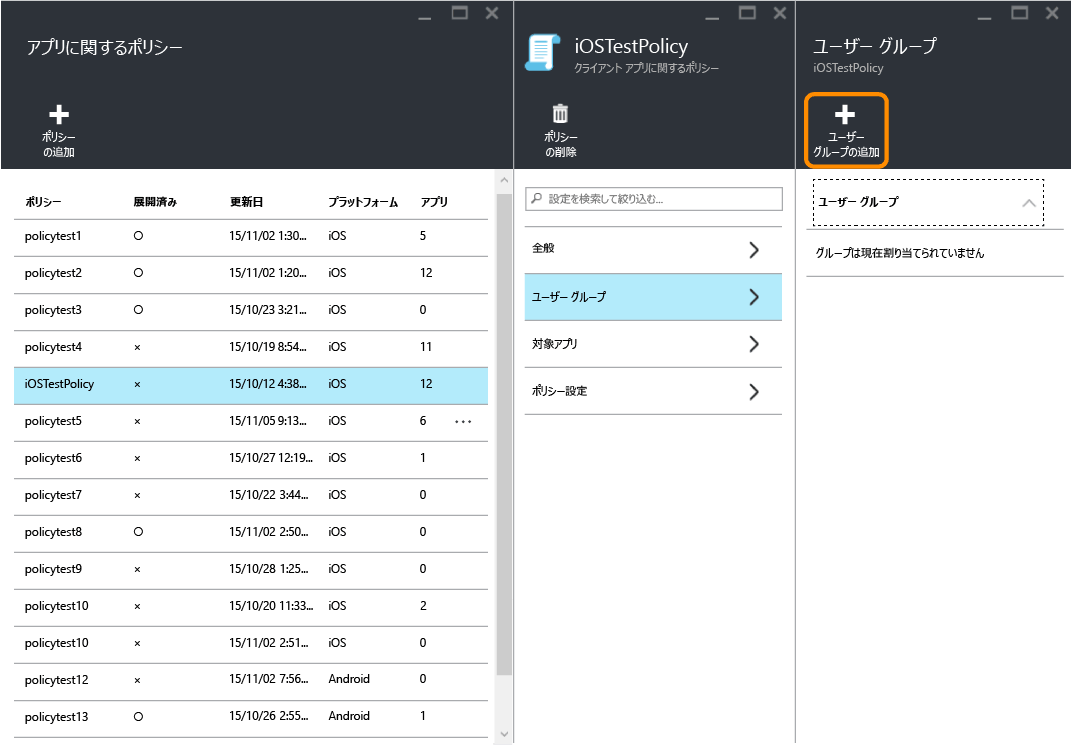 アプリに関するポリシー
ポリシー
の追加
ポリシー 展開済み 更新日 プラットフォーム アプリ
policytest1 ○ 15/11/02 1:30... iOS 5
policytest2 ○ 15/11/02 1:20... iOS 12
policytest3 ○ 15/10/23 3:21... iOS 0
policytest4 × 15/10/19 8:54... iOS 11
iOSTestPolicy × 15/10/12 4:38... iOS 12
policytest5 × 15/11/05 9:13... iOS 6 ...
policytest6 × 15/10/27 12:19... iOS 1
policytest7 × 15/10/22 3:44... iOS 0
policytest8 ○ 15/11/02 2:50... iOS 0
policytest9 × 15/10/28 1:25... iOS 0
policytest10 × 15/10/20 11:33... iOS 2
policytest10 × 15/11/02 2:51... iOS 0
policytest12 × 15/11/02 7:56... Android 0
policytest13 ○ 15/10/26 2:55... Android 1
iOSTestPolicy
クライアント アプリに関するポリシー
ポリシー
の削除
設定を検索して絞り込む...
全般
ユーザー グループ
対象アプリ
ポリシー設定
ユーザー グループ
iOSTestPolicy
ユーザー
グループの追加
ユーザー グループ
グループは現在割り当てられていません